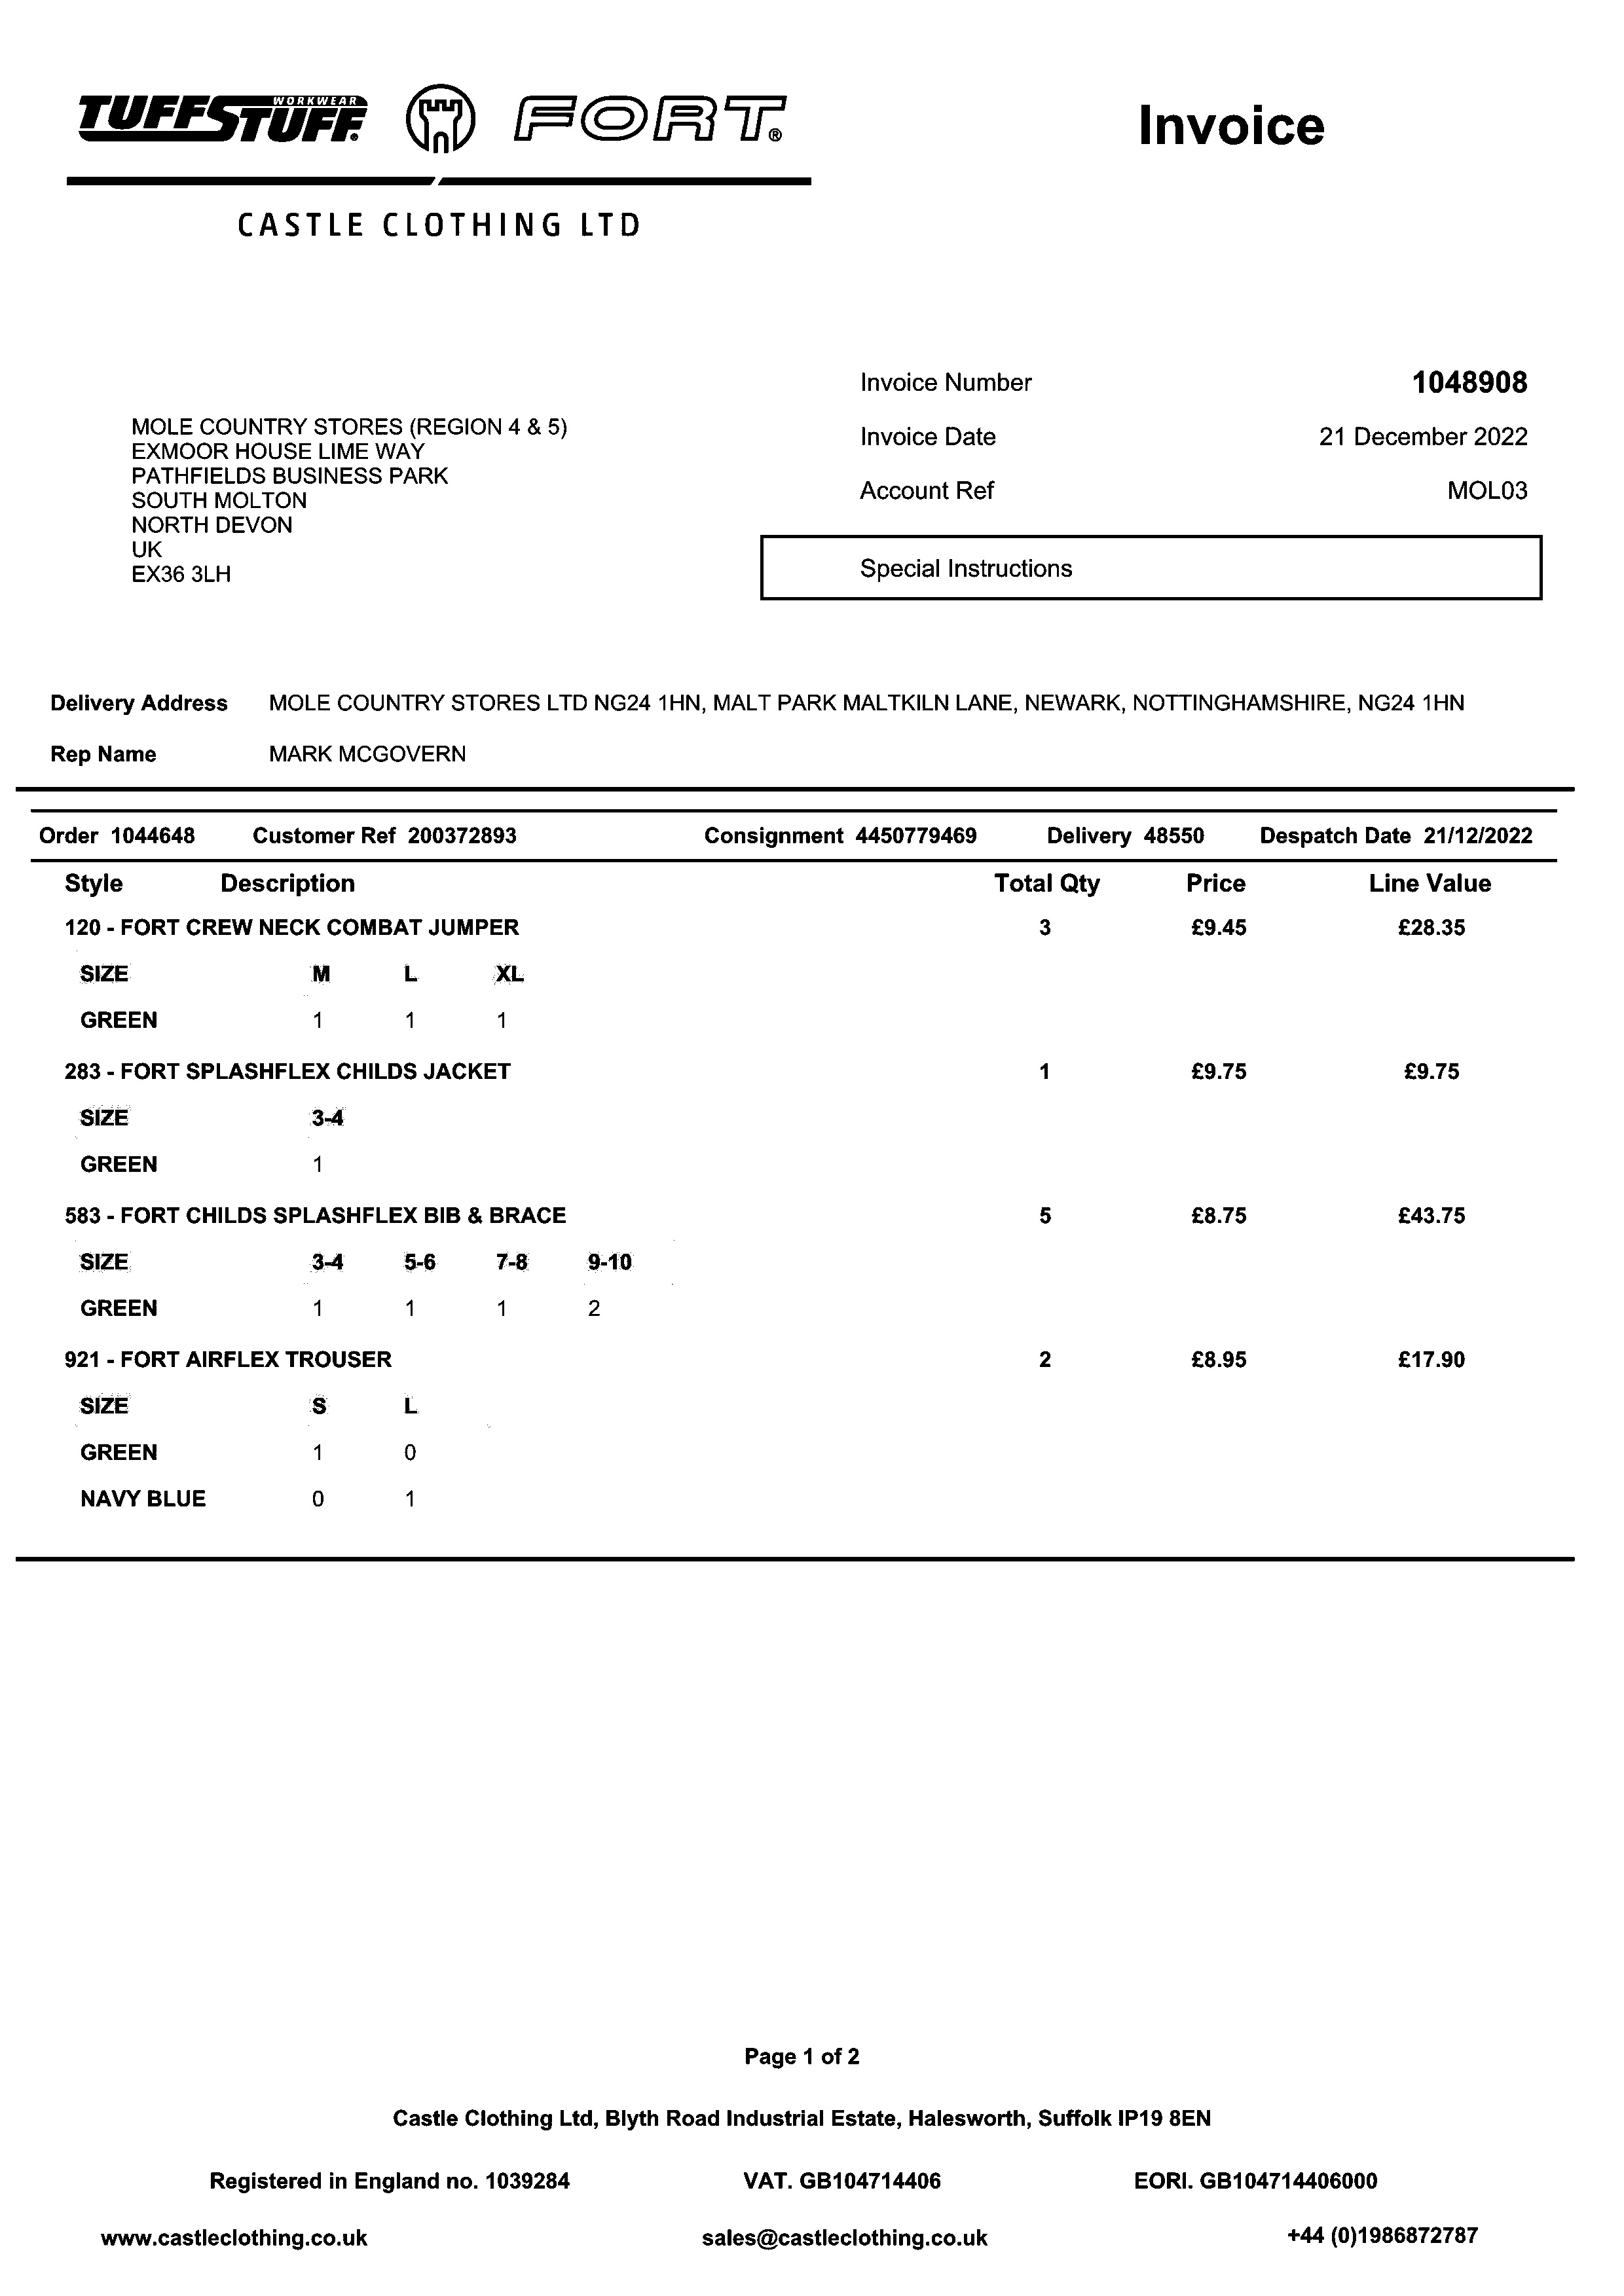 TUFFSTUFF WORKWEAR ® FORT ®
Invoice
CASTLE CLOTHING LTD
Invoice Number 1048908
MOLE COUNTRY STORES (REGION 4 & 5)
EXMOOR HOUSE LIME WAY
Invoice Date 21 December 2022
PATHFIELDS BUSINESS PARK
SOUTH MOLTON
Account Ref MOL03
NORTH DEVON
UK
EX36 3LH
Special Instructions
Delivery Address MOLE COUNTRY STORES LTD NG24 1HN, MALT PARK MALTKILN LANE, NEWARK, NOTTINGHAMSHIRE, NG24 1HN
Rep Name MARK MCGOVERN
Order 1044648 Customer Ref 200372893 Consignment 4450779469 Delivery 48550 Despatch Date 21/12/2022
Style Description Total Qty Price Line Value
120 - FORT CREW NECK COMBAT JUMPER 3 £9.45 £28.35
SIZE M L XL
GREEN 1 1 1
283 - FORT SPLASHFLEX CHILDS JACKET 1 £9.75 £9.75
SIZE 3-4
GREEN 1
583 - FORT CHILDS SPLASHFLEX BIB & BRACE 5 £8.75 £43.75
SIZE 3-4 5-6 7-8 9-10
GREEN 1 1 1 2
921 - FORT AIRFLEX TROUSER 2 £8.95 £17.90
SIZE S L
GREEN 1 0
NAVY BLUE 0 1
Page 1 of 2
Castle Clothing Ltd, Blyth Road Industrial Estate, Halesworth, Suffolk IP19 8EN
Registered in England no. 1039284 VAT. GB104714406 EORI. GB104714406000
www.castleclothing.co.uk sales@castleclothing.co.uk +44 (0)1986872787